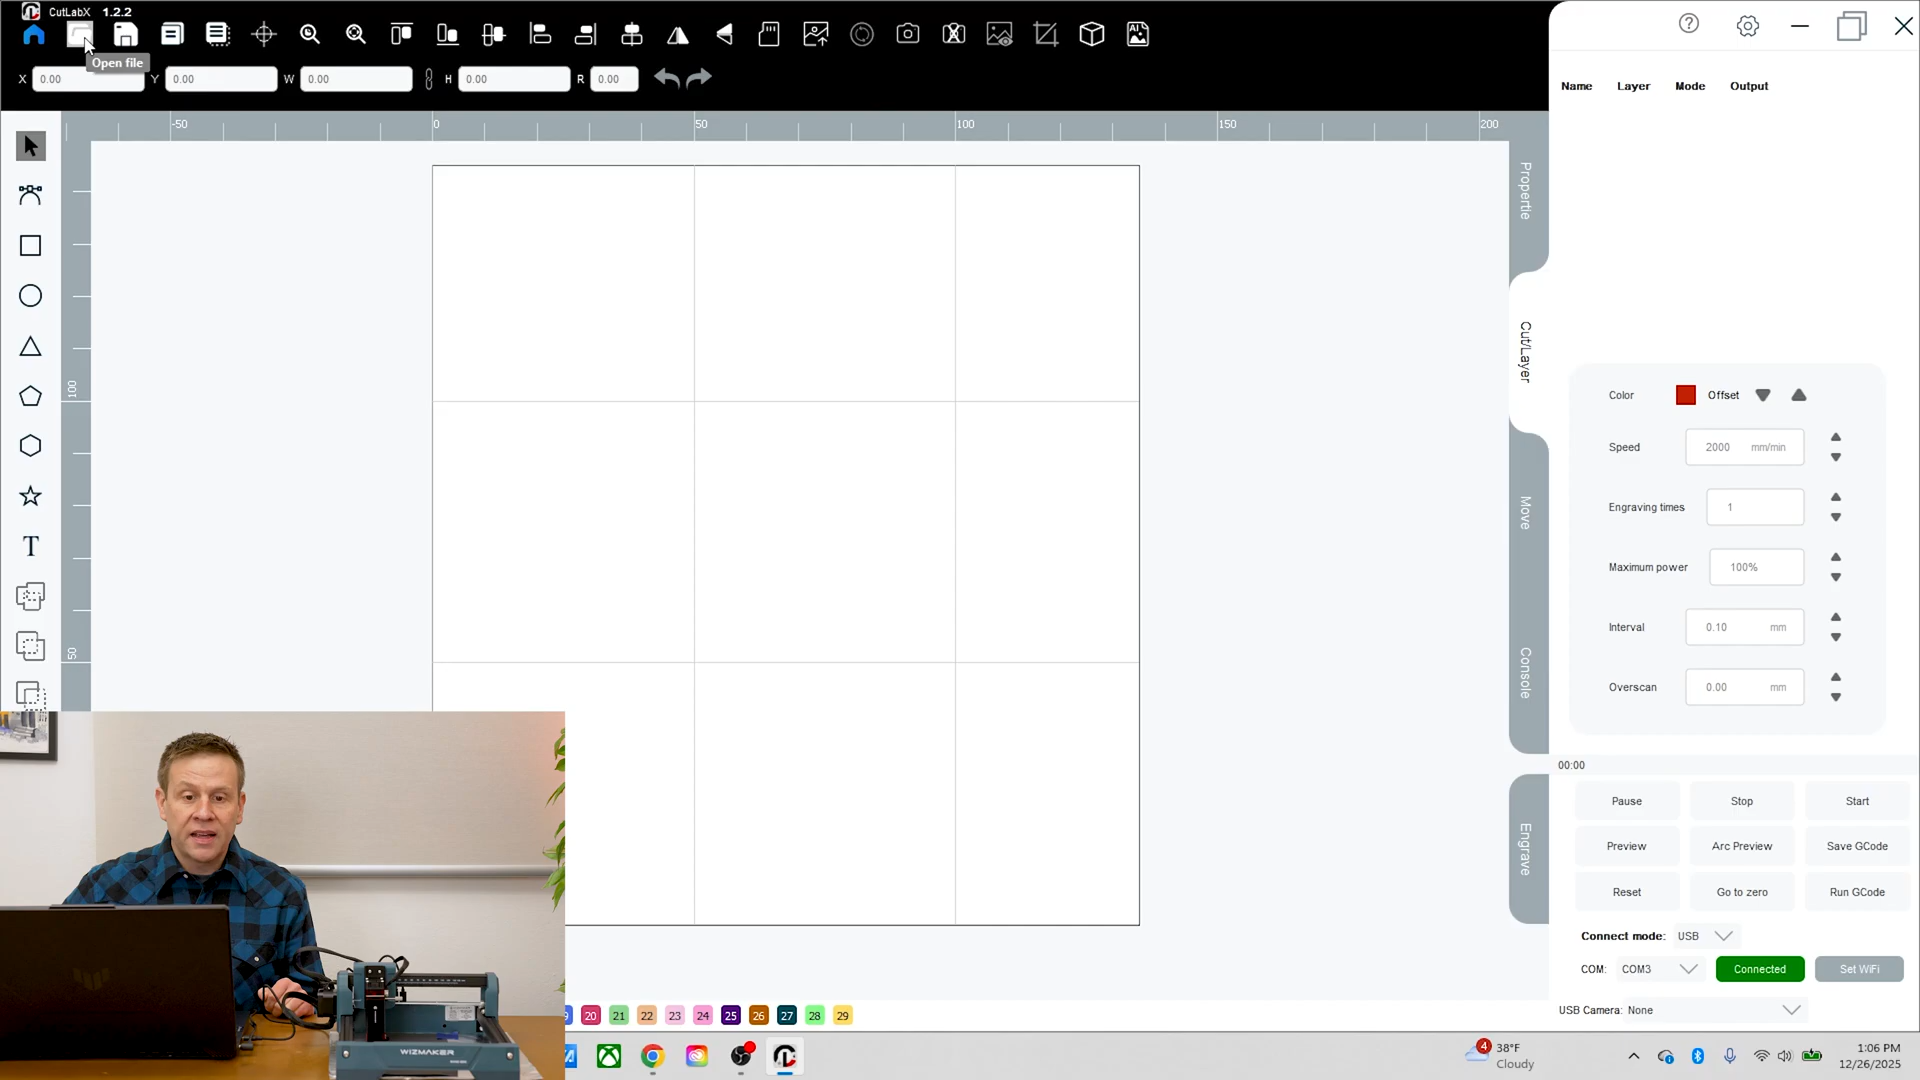 CutLabX 1.2.2
Open file
X 0.00 Y 0.00 W 0.00 H 0.00 R 0.00
-50 0 50 100 150 200
100
50
T
Propertie
Cut/Layer
Move
Console
Engrave
Name Layer Mode Output
Color Offset
Speed 2000 mm/min
Engraving times 1
Maximum power 100%
Interval 0.10 mm
Overscan 0.00 mm
00:00
Pause Stop Start
Preview Arc Preview Save GCode
Reset Go to zero Run GCode
Connect mode: USB
COM: COM3 Connected Set WiFi
USB Camera: None
20 21 22 23 24 25 26 27 28 29
WIZMAKER
4 38°F
Cloudy
1:06 PM
12/26/2025